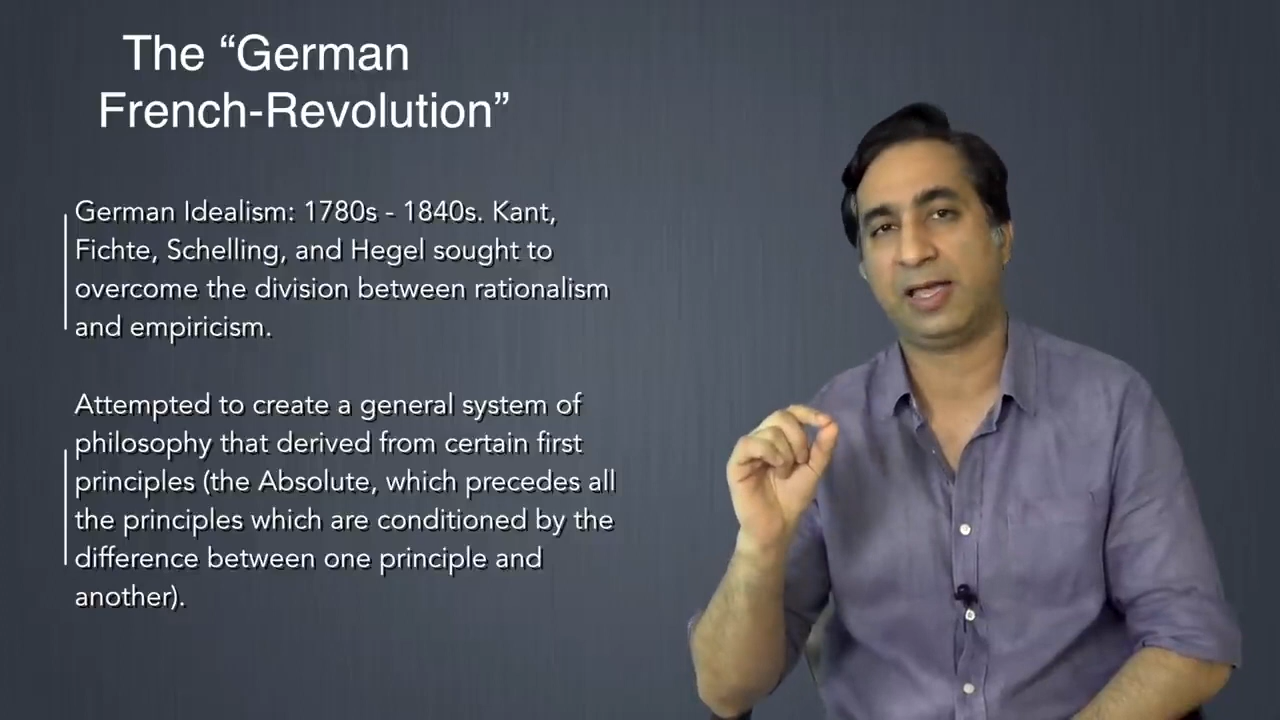 The “German
French-Revolution”
German Idealism: 1780s - 1840s. Kant,
Fichte, Schelling, and Hegel sought to
overcome the division between rationalism
and empiricism.
Attempted to create a general system of
philosophy that derived from certain first
principles (the Absolute, which precedes all
the principles which are conditioned by the
difference between one principle and
another).